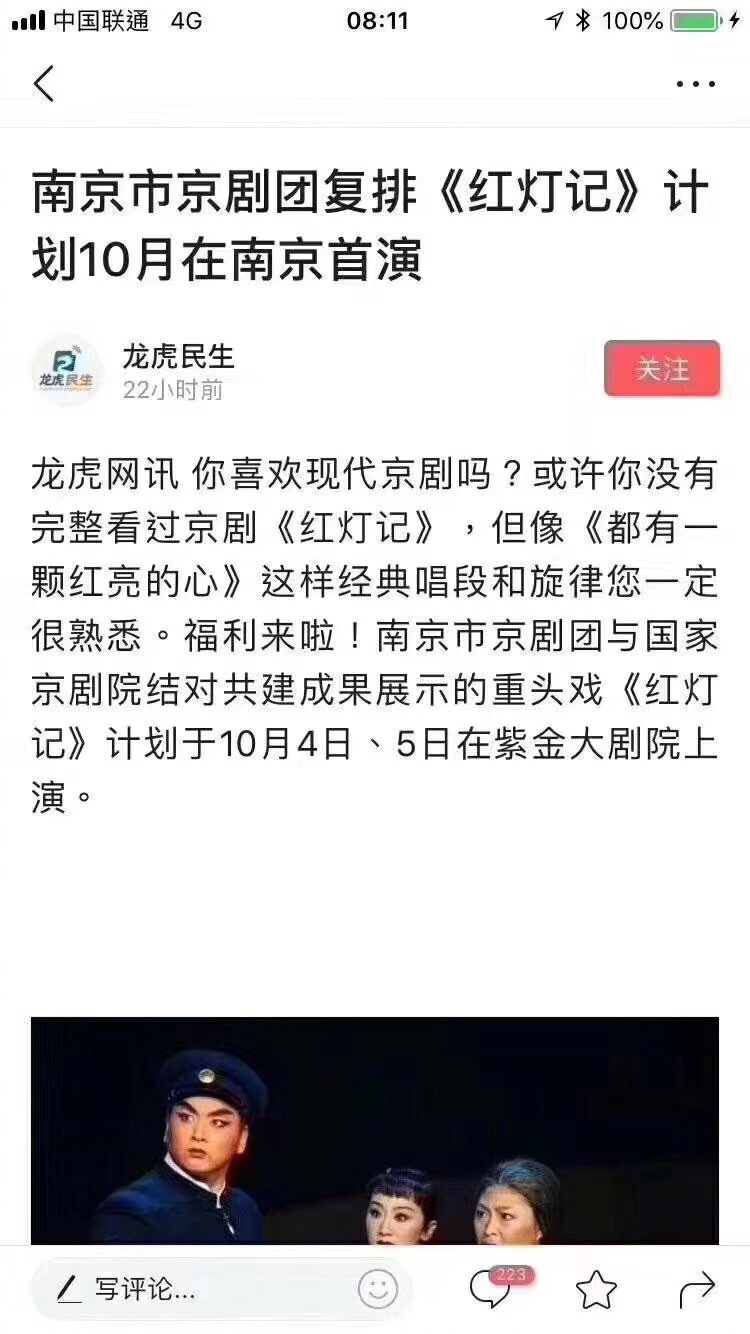 中国联通 4G 08:11 100%
南京市京剧团复排《红灯记》计
划10月在南京首演
龙虎民生
龙虎民生
22小时前
关注
龙虎网讯 你喜欢现代京剧吗？或许你没有
完整看过京剧《红灯记》，但像《都有一
颗红亮的心》这样经典唱段和旋律您一定
很熟悉。福利来啦！南京市京剧团与国家
京剧院结对共建成果展示的重头戏《红灯
记》计划于10月4日、5日在紫金大剧院上
演。
写评论...
223